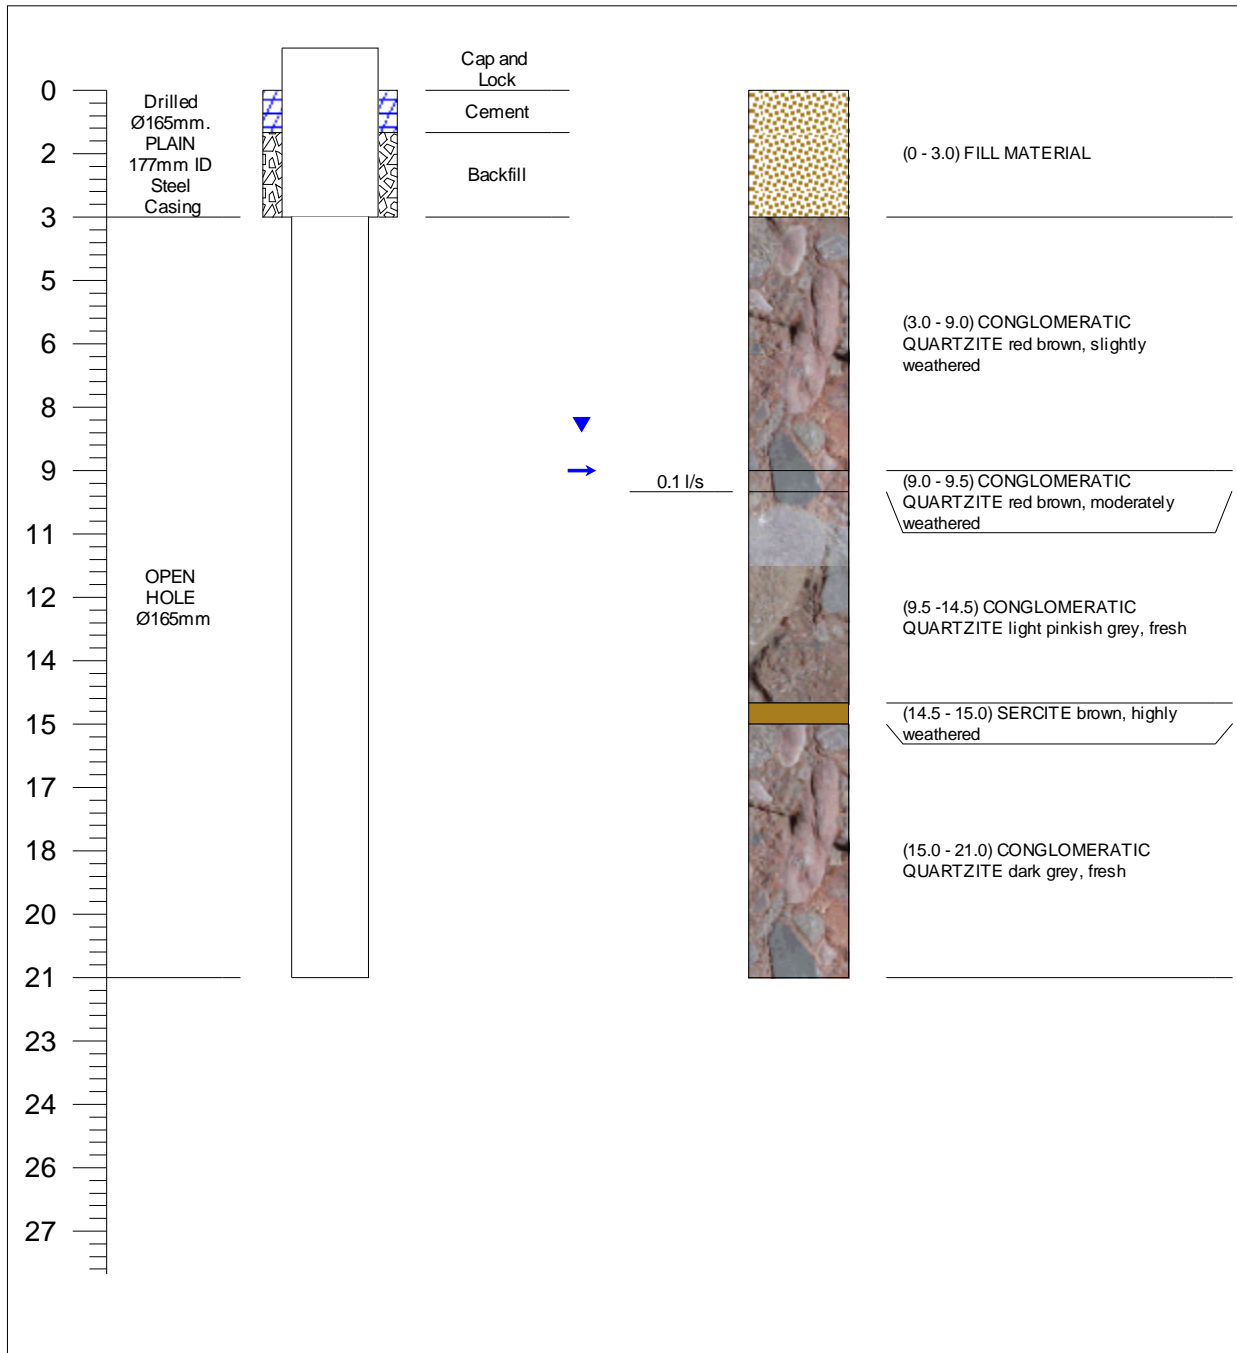 Cap and
Lock
0
Drilled
Ø165mm.
PLAIN
177mm ID
Steel
Casing
Cement
2
Backfill
(0 - 3.0) FILL MATERIAL
3
5
(3.0 - 9.0) CONGLOMERATIC
QUARTZITE red brown, slightly
weathered
6
8
9
0.1 l/s
(9.0 - 9.5) CONGLOMERATIC
QUARTZITE red brown, moderately
weathered
11
OPEN
HOLE
Ø165mm
12
(9.5 -14.5) CONGLOMERATIC
QUARTZITE light pinkish grey, fresh
14
(14.5 - 15.0) SERCITE brown, highly
weathered
15
17
18
(15.0 - 21.0) CONGLOMERATIC
QUARTZITE dark grey, fresh
20
21
23
24
26
27